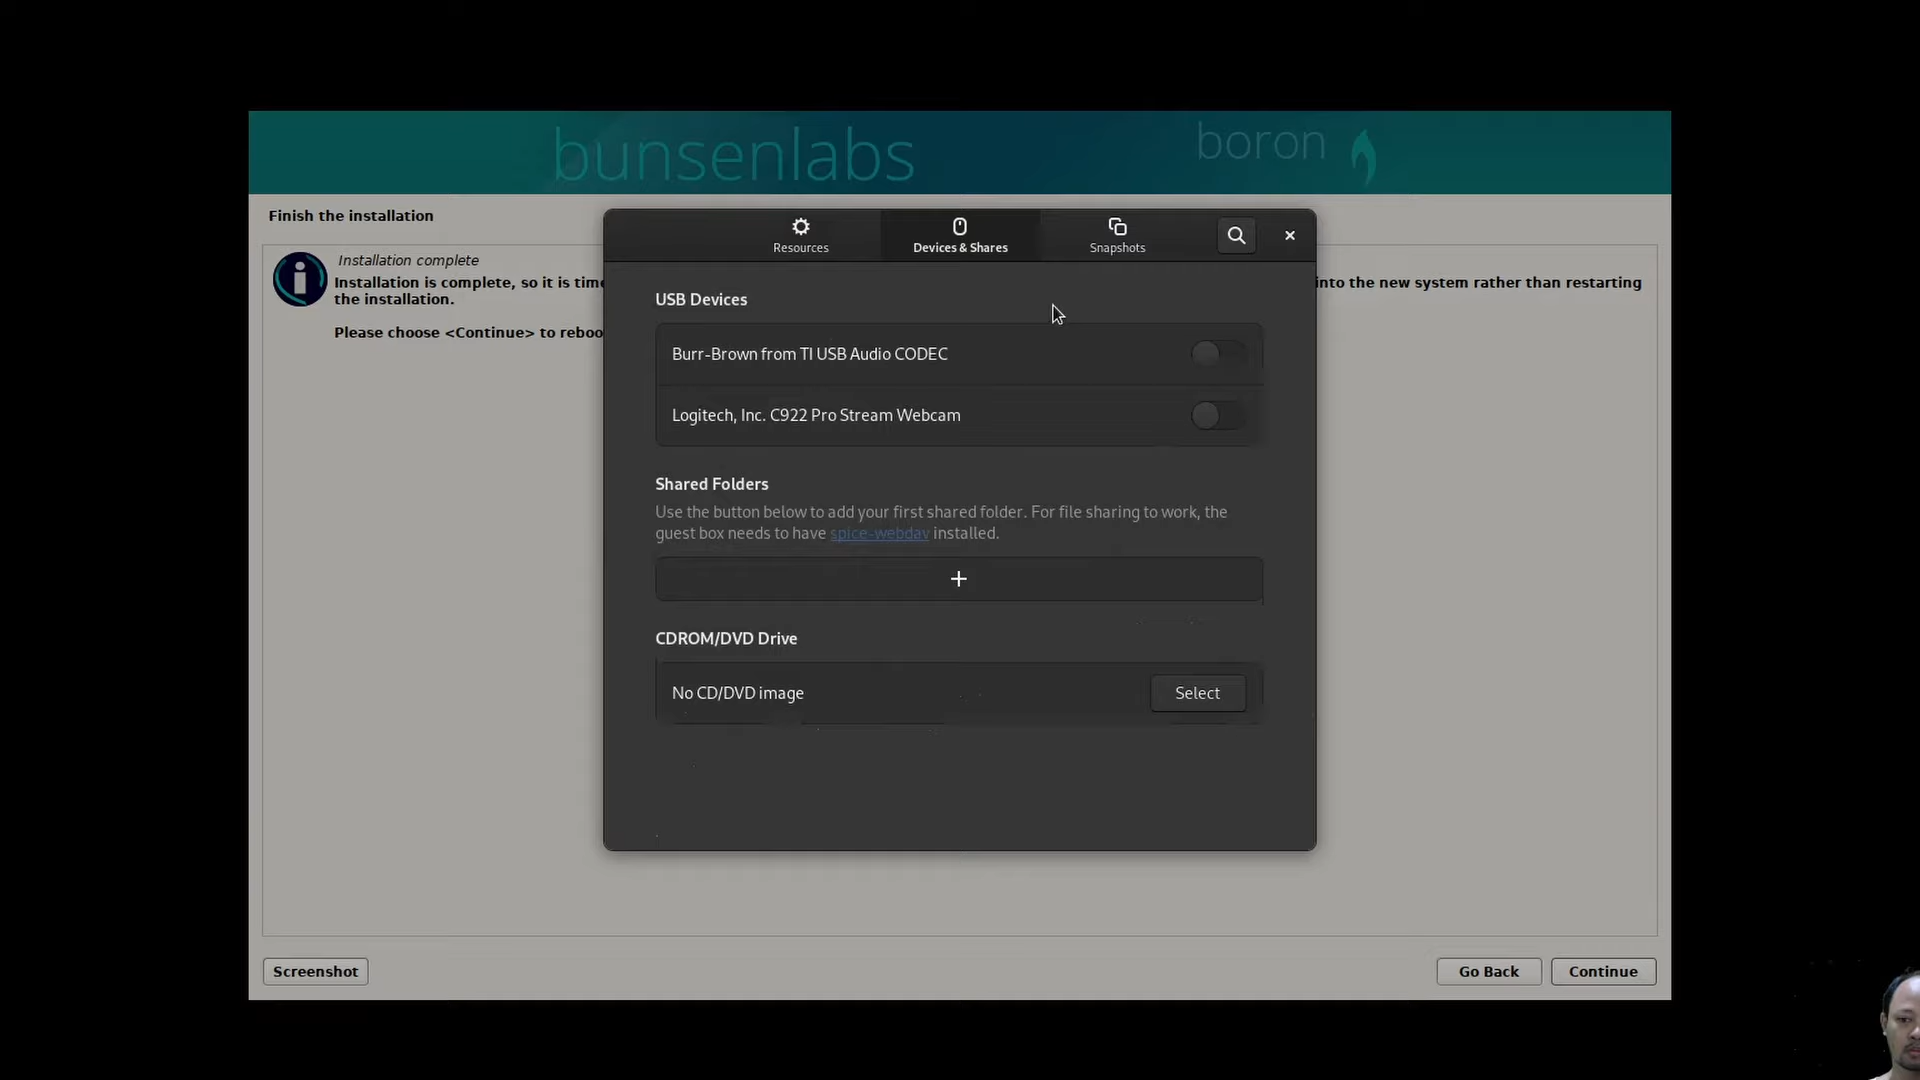 bunsenlabs
boron
Finish the installation
Installation complete
Installation is complete, so it is time
into the new system rather than restarting
the installation.
Please choose <Continue> to reboo
Resources
Devices & Shares
Snapshots
USB Devices
Burr-Brown from TI USB Audio CODEC
Logitech, Inc. C922 Pro Stream Webcam
Shared Folders
Use the button below to add your first shared folder. For file sharing to work, the
guest box needs to have spice-webdav installed.
CDROM/DVD Drive
No CD/DVD image
Select
Screenshot
Go Back
Continue